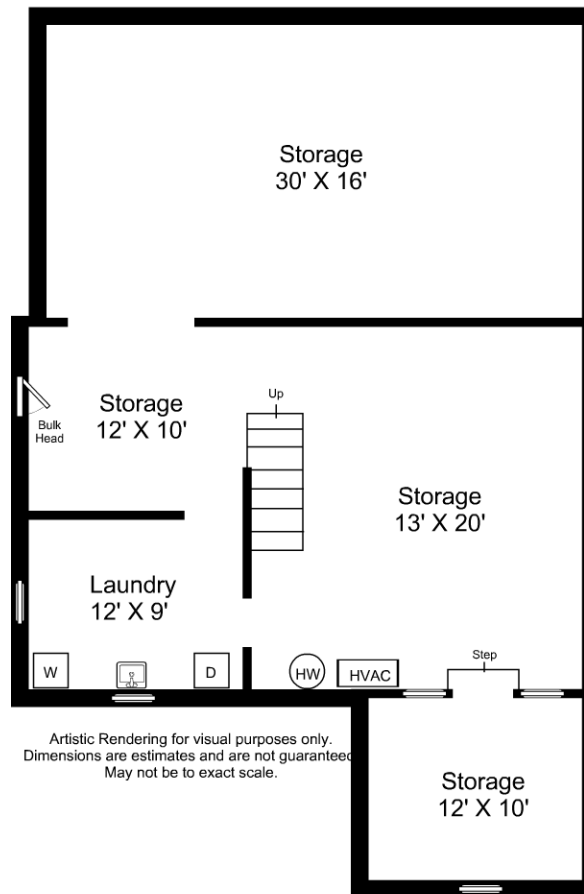 Storage
30' X 16'
Storage
12' X 10'
Bulk
Head
Up
Storage
13' X 20'
Laundry
12' X 9'
W
D
HW
HVAC
Step
Artistic Rendering for visual purposes only.
Dimensions are estimates and are not guaranteed
May not be to exact scale.
Storage
12' X 10'